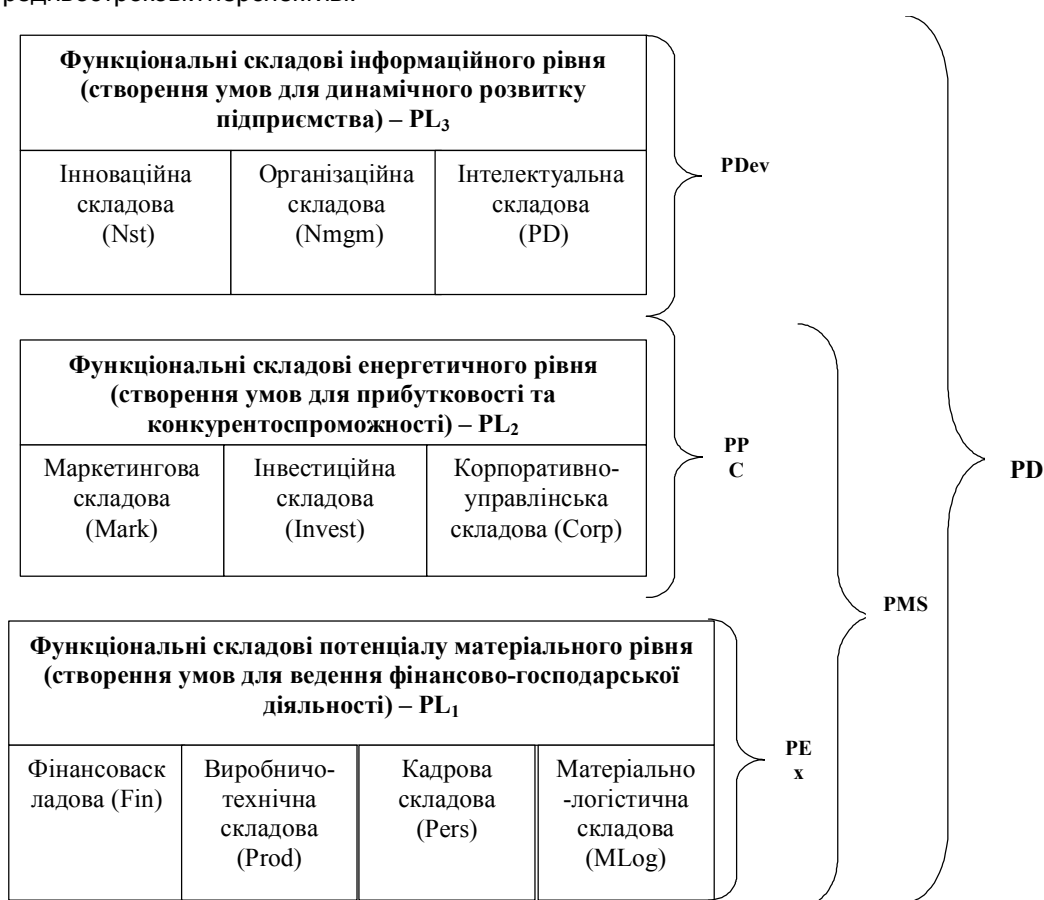 Функціональні складові інформаційного рівня
(створення умов для динамічного розвитку
підприємства) – PL3
Інноваційна
складова
(Nst)
Організаційна
складова
(Nmgm)
Інтелектуальна
складова
(PD)
PDev
Функціональні складові енергетичного рівня
(створення умов для прибутковості та
конкурентоспроможності) – PL2
Маркетингова
складова
(Mark)
Інвестиційна
складова
(Invest)
Корпоративно-
управлінська
складова (Corp)
PP
C
PD
PMS
Функціональні складові потенціалу матеріального рівня
(створення умов для ведення фінансово-господарської
діяльності) – PL1
Фінансоваск
ладова (Fin)
Виробничо-
технічна
складова
(Prod)
Кадрова
складова
(Pers)
Матеріально
-логістична
складова
(MLog)
PE
x